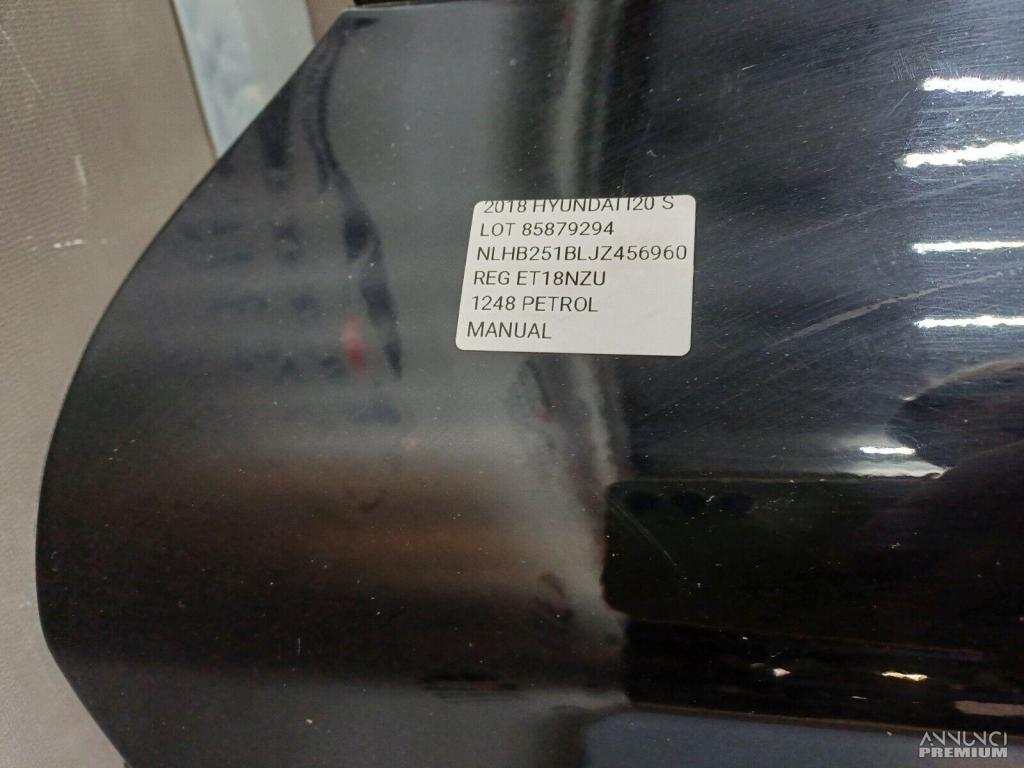 2018 HYUNDAI I20 S
LOT 85879294
NLHB251BLJZ456960
REG ET18NZU
1248 PETROL
MANUAL
ANNUNCI
PREMIUM